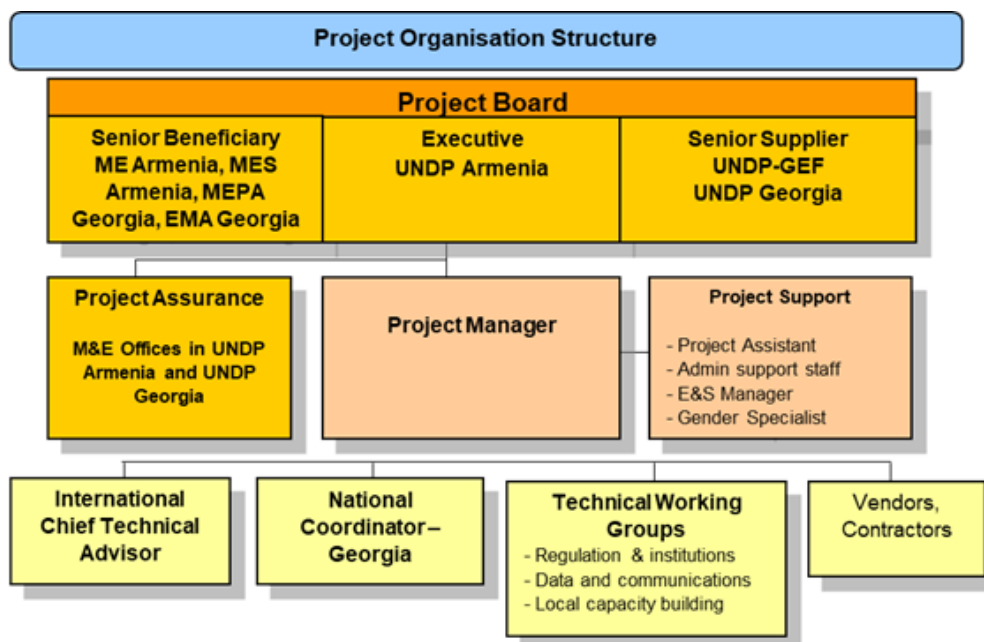 Project Organisation Structure
Project Board
Senior Beneficiary
ME Armenia, MES
Armenia, MEPA
Georgia, EMA Georgia
Executive
UNDP Armenia
Senior Supplier
UNDP-GEF
UNDP Georgia
Project Assurance
M&E Offices in UNDP
Armenia and UNDP
Georgia
Project Manager
Project Support
- Project Assistant
- Admin support staff
- E&S Manager
- Gender Specialist
International
Chief Technical
Advisor
National
Coordinator–
Georgia
Technical Working
Groups
- Regulation & institutions
- Data and communications
- Local capacity building
Vendors,
Contractors